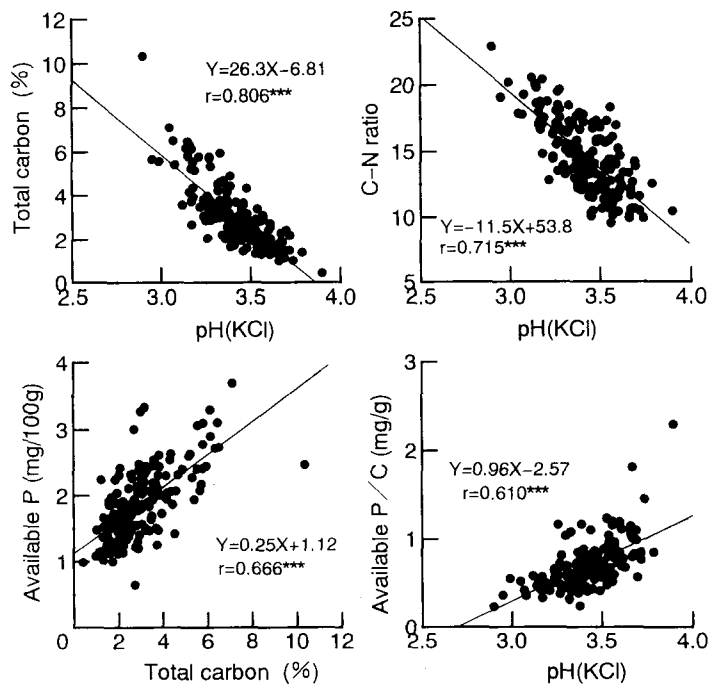 12
10
8
6
4
2
0
Total carbon (%)
Y=26.3X−6.81
r=0.806***
2.5 3.0 3.5 4.0
pH(KCl)
25
20
15
10
5
C−N ratio
Y=−11.5X+53.8
r=0.715***
2.5 3.0 3.5 4.0
pH(KCl)
4
3
2
1
Available P (mg/100g)
Y=0.25X+1.12
r=0.666***
0 2 4 6 8 10 12
Total carbon (%)
3
2
1
0
Available P/C (mg/g)
Y=0.96X−2.57
r=0.610***
2.5 3.0 3.5 4.0
pH(KCl)